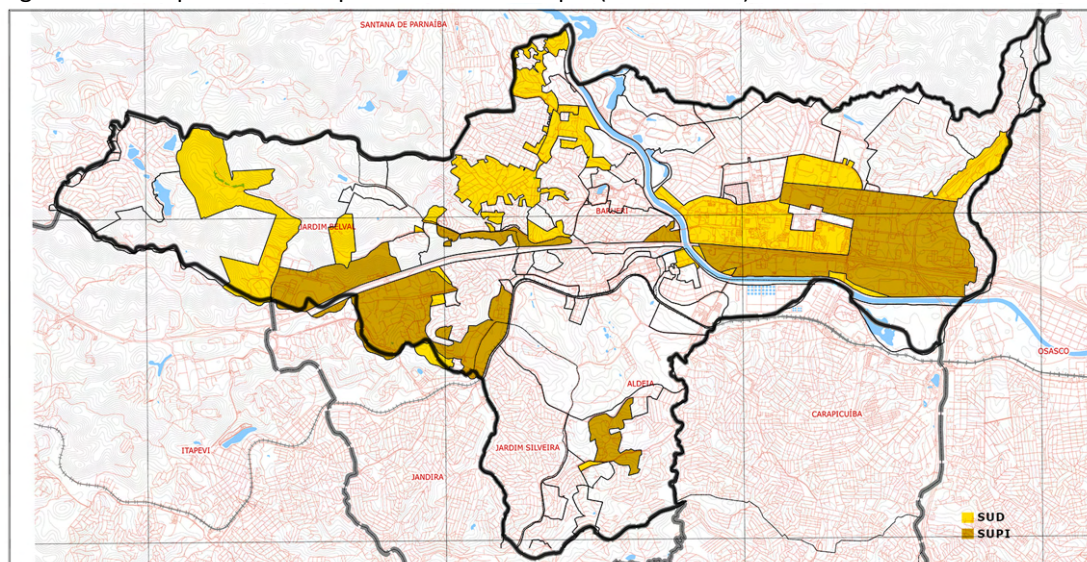 SANTANA DE PARNAÍBA
JARDIM BELVAL
BARUERI
OSASCO
ALDEIA
CARAPICUÍBA
ITAPEVI
JARDIM SILVEIRA
JANDIRA
SUD
SUPI